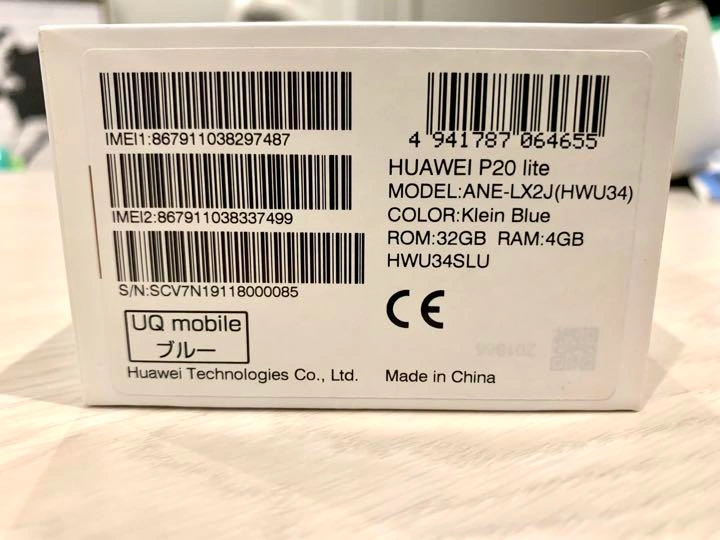 IMEI1:867911038297487
IMEI2:867911038337499
S/N:SCV7N19118000085
UQ mobile
ブルー
Huawei Technologies Co., Ltd.
4 941787 064655
HUAWEI P20 lite
MODEL:ANE-LX2J(HWU34)
COLOR:Klein Blue
ROM:32GB RAM:4GB
HWU34SLU
CE
Made in China